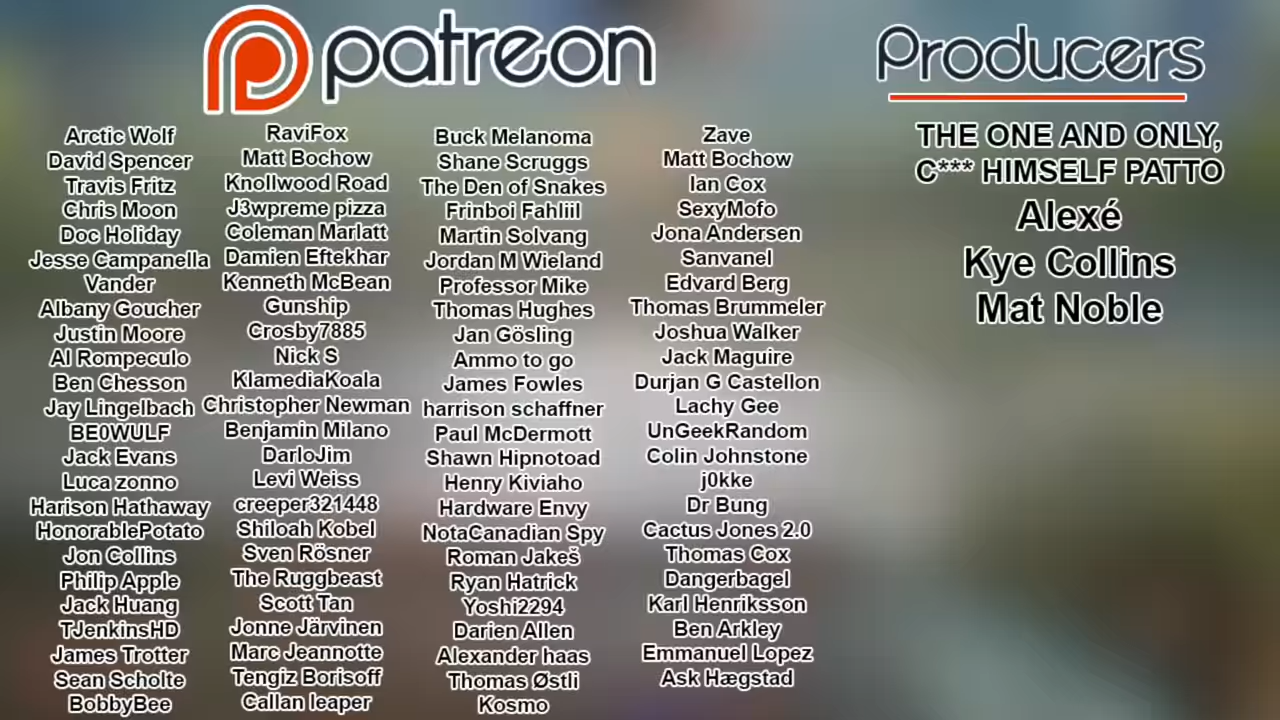 patreon
Arctic Wolf
David Spencer
Travis Fritz
Chris Moon
Doc Holiday
Jesse Campanella
Vander
Albany Goucher
Justin Moore
Al Rompeculo
Ben Chesson
Jay Lingelbach
BE0WULF
Jack Evans
Luca zonno
Harison Hathaway
HonorablePotato
Jon Collins
Philip Apple
Jack Huang
TJenkinsHD
James Trotter
Sean Scholte
BobbyBee
RaviFox
Matt Bochow
Knollwood Road
J3wpreme pizza
Coleman Marlatt
Damien Eftekhar
Kenneth McBean
Gunship
Crosby7885
Nick S
KlamediaKoala
Christopher Newman
Benjamin Milano
DarloJim
Levi Weiss
creeper321448
Shiloah Kobel
Sven Rösner
The Ruggbeast
Scott Tan
Jonne Järvinen
Marc Jeannotte
Tengiz Borisoff
Callan leaper
Buck Melanoma
Shane Scruggs
The Den of Snakes
Frinboi Fahliil
Martin Solvang
Jordan M Wieland
Professor Mike
Thomas Hughes
Jan Gösling
Ammo to go
James Fowles
harrison schaffner
Paul McDermott
Shawn Hipnotoad
Henry Kiviaho
Hardware Envy
NotaCanadian Spy
Roman Jakeš
Ryan Hatrick
Yoshi2294
Darien Allen
Alexander haas
Thomas Østli
Kosmo
Zave
Matt Bochow
Ian Cox
SexyMofo
Jona Andersen
Sanvanel
Edvard Berg
Thomas Brummeler
Joshua Walker
Jack Maguire
Durjan G Castellon
Lachy Gee
UnGeekRandom
Colin Johnstone
j0kke
Dr Bung
Cactus Jones 2.0
Thomas Cox
Dangerbagel
Karl Henriksson
Ben Arkley
Emmanuel Lopez
Ask Hægstad
Producers
THE ONE AND ONLY,
C*** HIMSELF PATTO
Alexé
Kye Collins
Mat Noble